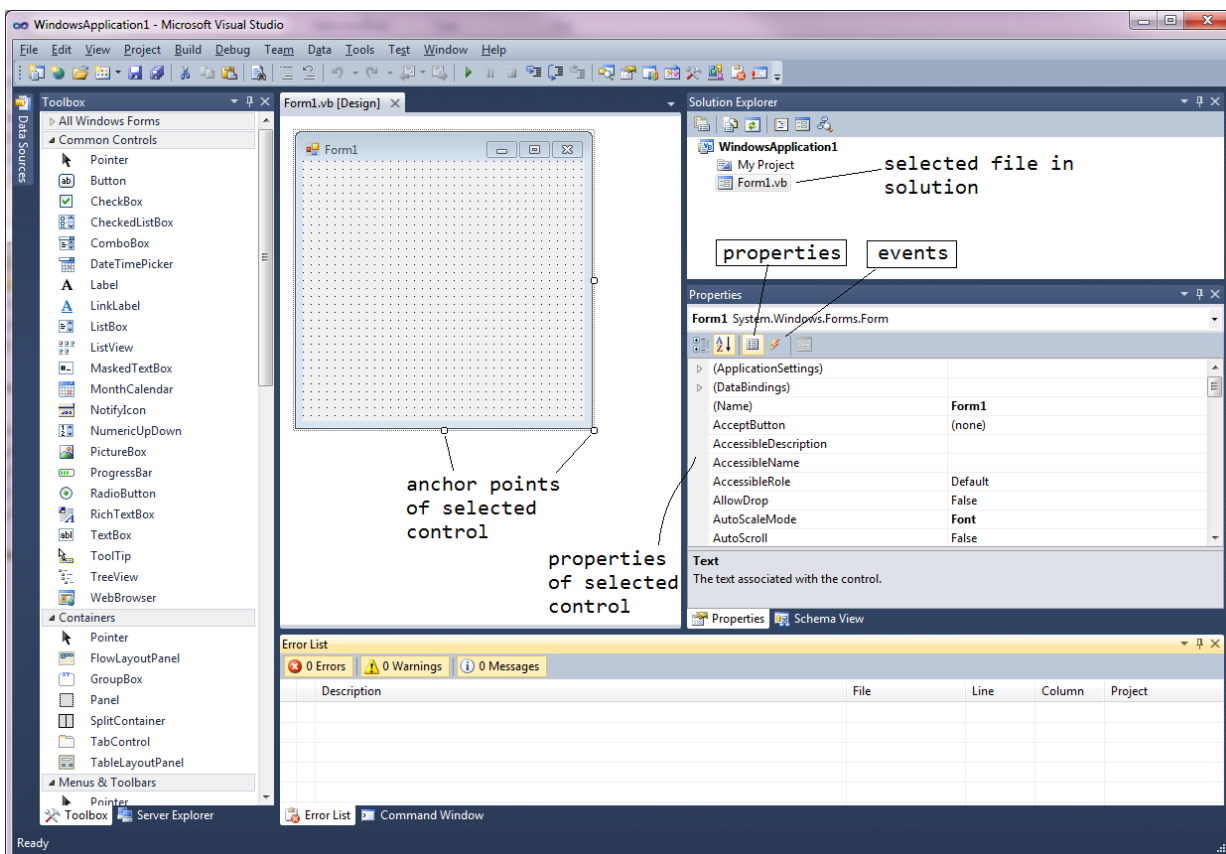 WindowsApplication1 - Microsoft Visual Studio
File Edit View Project Build Debug Team Data Tools Test Window Help
Data Sources
Toolbox
All Windows Forms
Common Controls
Pointer
Button
CheckBox
CheckedListBox
ComboBox
DateTimePicker
Label
LinkLabel
ListBox
ListView
MaskedTextBox
MonthCalendar
NotifyIcon
NumericUpDown
PictureBox
ProgressBar
RadioButton
RichTextBox
TextBox
ToolTip
TreeView
WebBrowser
Containers
Pointer
FlowLayoutPanel
GroupBox
Panel
SplitContainer
TabControl
TableLayoutPanel
Menus & Toolbars
Pointer
Toolbox Server Explorer
Form1.vb [Design]
Form1
anchor points
of selected
control
properties
of selected
control
Solution Explorer
WindowsApplication1
My Project
Form1.vb
selected file in
solution
properties events
Properties
Form1 System.Windows.Forms.Form
(ApplicationSettings)
(DataBindings)
(Name) Form1
AcceptButton (none)
AccessibleDescription
AccessibleName
AccessibleRole Default
AllowDrop False
AutoScaleMode Font
AutoScroll False
Text
The text associated with the control.
Properties Schema View
Error List
0 Errors 0 Warnings 0 Messages
Description File Line Column Project
Error List Command Window
Ready